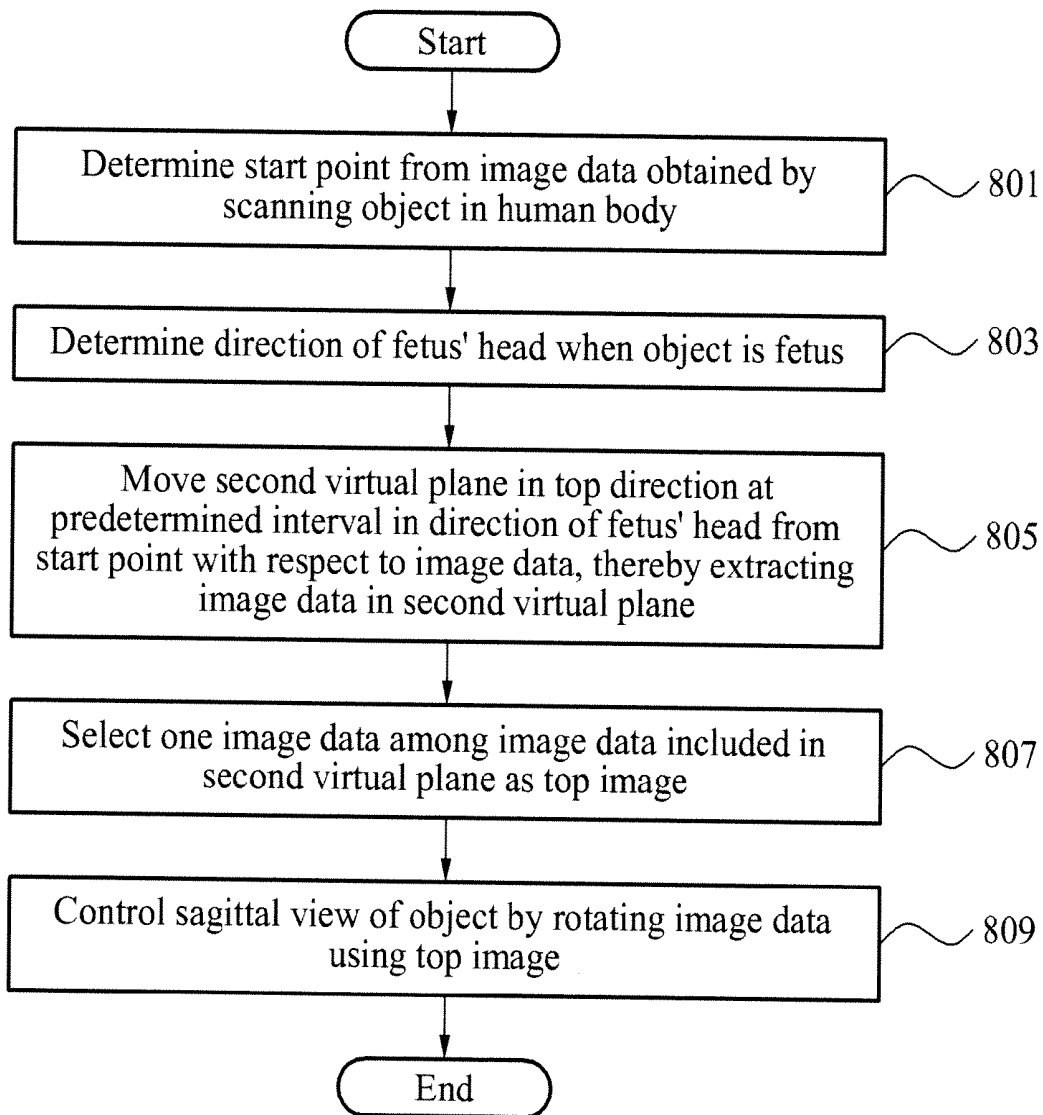 Start
Determine start point from image data obtained by
scanning object in human body
801
Determine direction of fetus' head when object is fetus
803
Move second virtual plane in top direction at
predetermined interval in direction of fetus' head from
start point with respect to image data, thereby extracting
image data in second virtual plane
805
Select one image data among image data included in
second virtual plane as top image
807
Control sagittal view of object by rotating image data
using top image
809
End